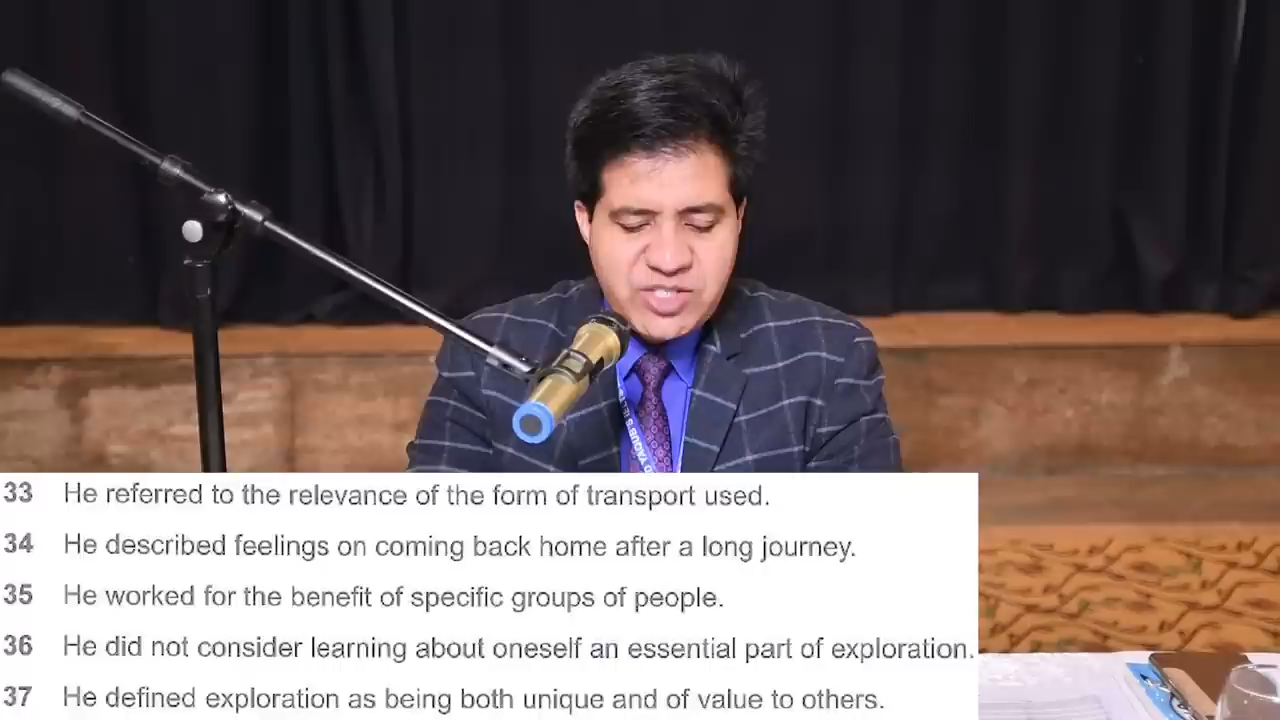 33 He referred to the relevance of the form of transport used.
34 He described feelings on coming back home after a long journey.
35 He worked for the benefit of specific groups of people.
36 He did not consider learning about oneself an essential part of exploration.
37 He defined exploration as being both unique and of value to others.